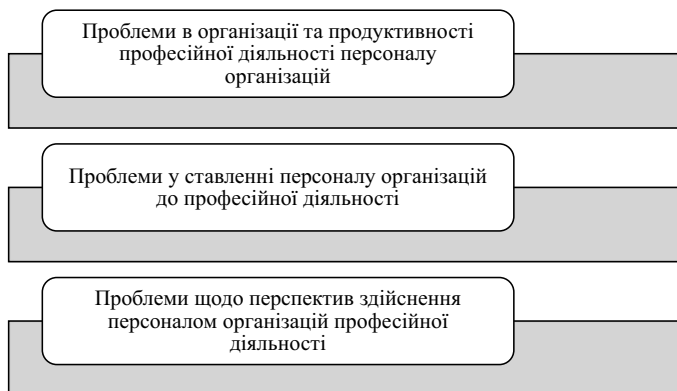 Проблеми в організації та продуктивності
професійної діяльності персоналу
організацій
Проблеми у ставленні персоналу організацій
до професійної діяльності
Проблеми щодо перспектив здійснення
персоналом організацій професійної
діяльності